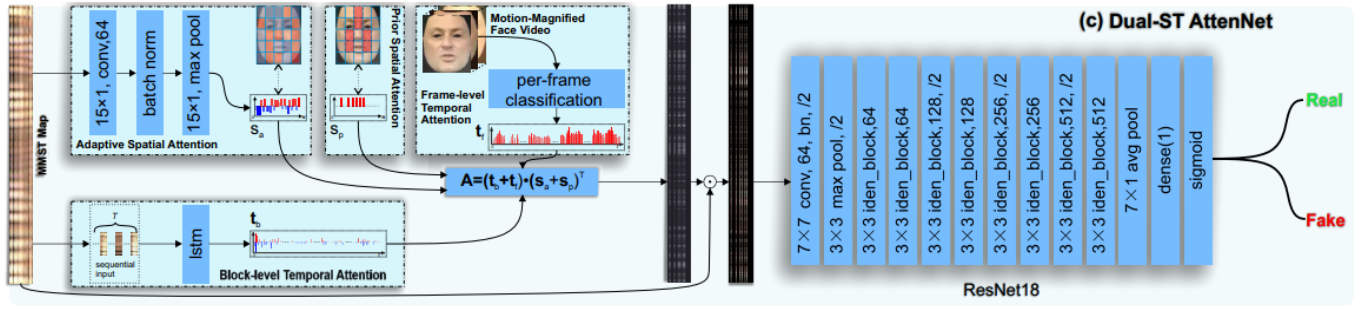 (c) Dual-ST AttenNet
MMST Map
15×1, conv,64
batch norm
15×1, max pool
Sa
Adaptive Spatial Attention
Sp
Prior Spatial Attention
Motion-Magnified
Face Video
per-frame
classification
Frame-level
Temporal
Attention
tf
A=(tb+tf)•(sa+sp)T
T
sequential
input
lstm
tb
Block-level Temporal Attention
7×7 conv, 64, bn, /2
3×3 max pool, /2
3×3 iden_block,64
3×3 iden_block,64
3×3 iden_block,128, /2
3×3 iden_block,128
3×3 iden_block,256, /2
3×3 iden_block,256
3×3 iden_block,512, /2
3×3 iden_block,512
7×1 avg pool
dense(1)
sigmoid
ResNet18
Real
Fake